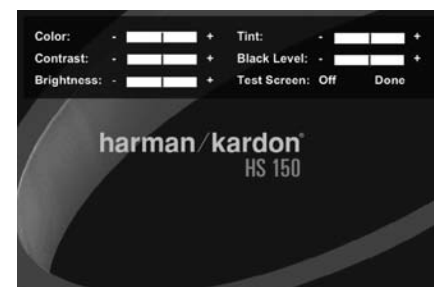 Color: - + Tint: - +
Contrast: - + Black Level: - +
Brightness: - + Test Screen: Off Done
harman/kardon®
HS 150